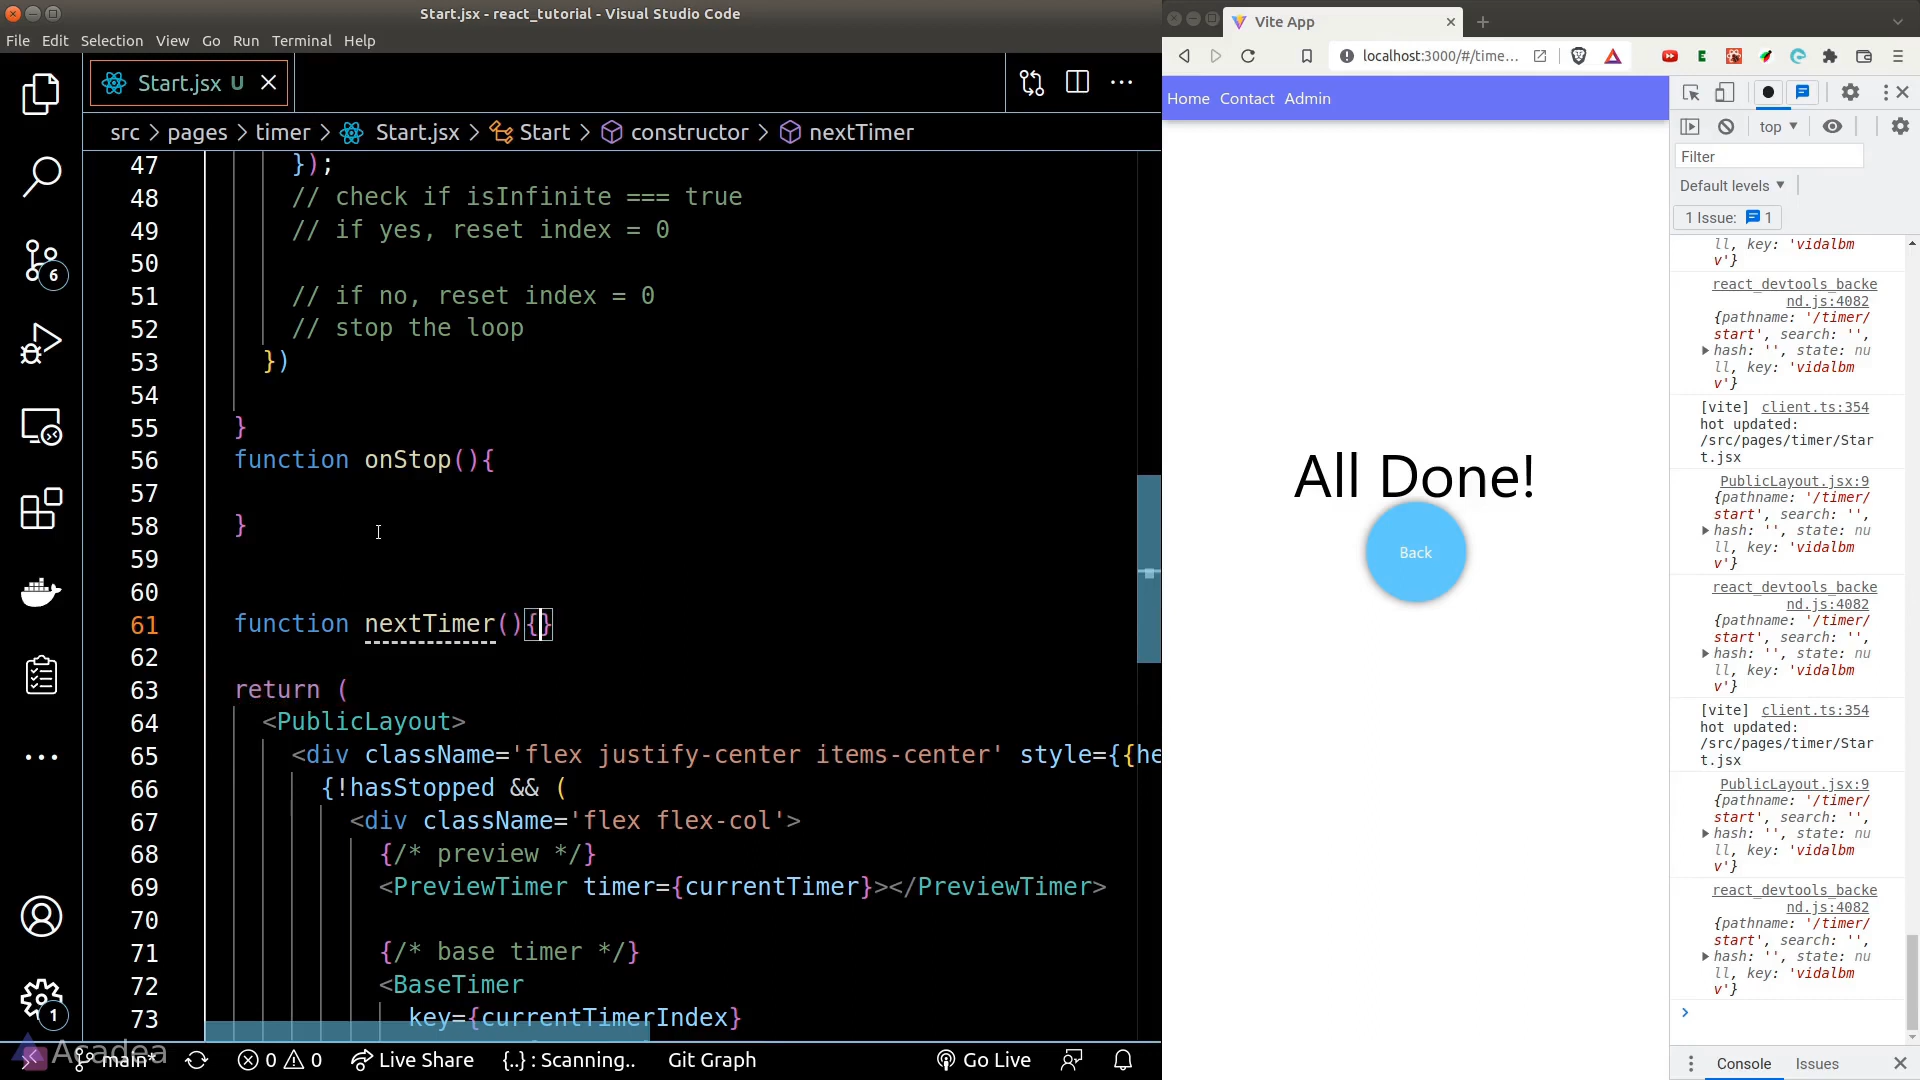 Start.jsx - react_tutorial - Visual Studio Code
File Edit Selection View Go Run Terminal Help
Start.jsx U
src > pages > timer > Start.jsx > Start > constructor > nextTimer
47 });
48 // check if isInfinite === true
49 // if yes, reset index = 0
50
51 // if no, reset index = 0
52 // stop the loop
53 })
54
55 }
56 function onStop(){
57
58 }
59
60
61 function nextTimer(){}
62
63 return (
64 <PublicLayout>
65 <div className='flex justify-center items-center' style={{he
66 {!hasStopped && (
67 <div className='flex flex-col'>
68 {/* preview */}
69 <PreviewTimer timer={currentTimer}></PreviewTimer>
70
71 {/* base timer */}
72 <BaseTimer
73 key={currentTimerIndex}
6
1
Acadea
main* 0 0 Live Share {..} : Scanning.. Git Graph Go Live
Vite App
localhost:3000/#/time...
Home Contact Admin
All Done!
Back
top
Filter
Default levels
1 Issue: 1
ll, key: 'vidalbm
v'}
react_devtools_backe
nd.js:4082
{pathname: '/timer/
start', search: '',
hash: '', state: nu
ll, key: 'vidalbm
v'}
[vite] client.ts:354
hot updated:
/src/pages/timer/Star
t.jsx
PublicLayout.jsx:9
{pathname: '/timer/
start', search: '',
hash: '', state: nu
ll, key: 'vidalbm
v'}
react_devtools_backe
nd.js:4082
{pathname: '/timer/
start', search: '',
hash: '', state: nu
ll, key: 'vidalbm
v'}
[vite] client.ts:354
hot updated:
/src/pages/timer/Star
t.jsx
PublicLayout.jsx:9
{pathname: '/timer/
start', search: '',
hash: '', state: nu
ll, key: 'vidalbm
v'}
react_devtools_backe
nd.js:4082
{pathname: '/timer/
start', search: '',
hash: '', state: nu
ll, key: 'vidalbm
v'}
Console Issues